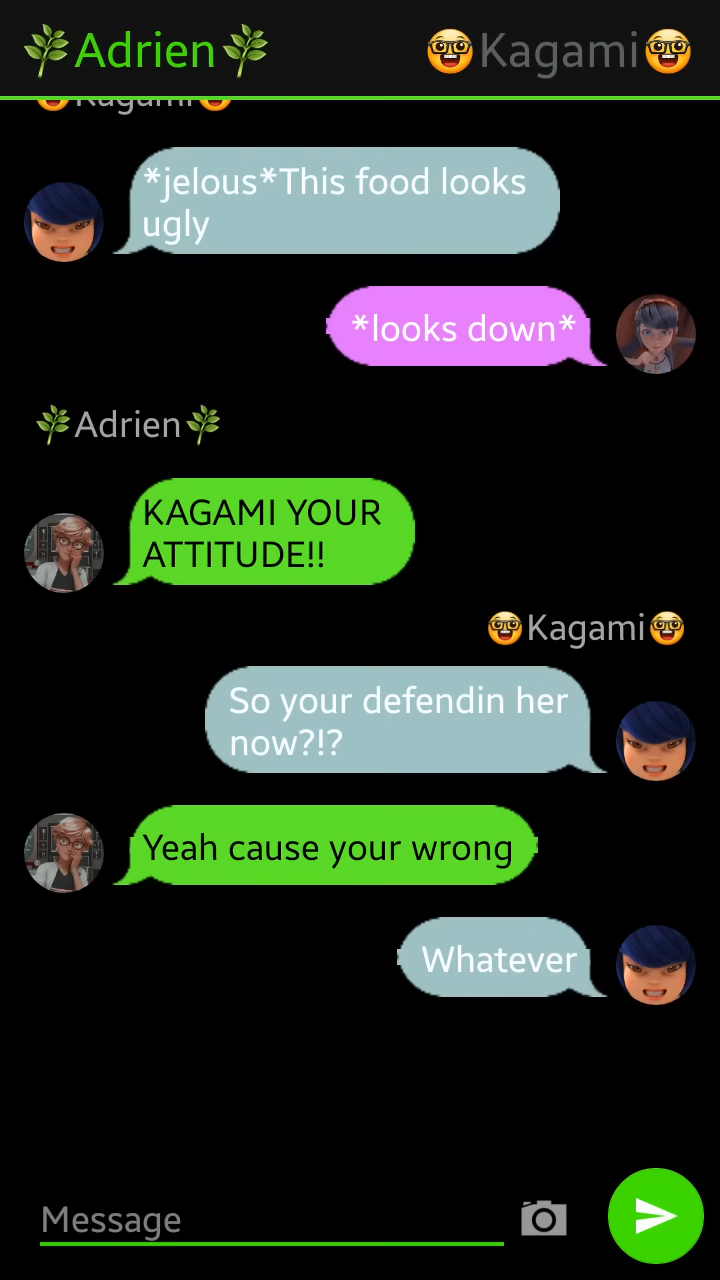 🌿Adrien🌿 🤓Kagami🤓
🤓Kagami🤓
*jelous*This food looks
ugly
*looks down*
🌿Adrien🌿
KAGAMI YOUR
ATTITUDE!!
🤓Kagami🤓
So your defendin her
now?!?
Yeah cause your wrong
Whatever
Message